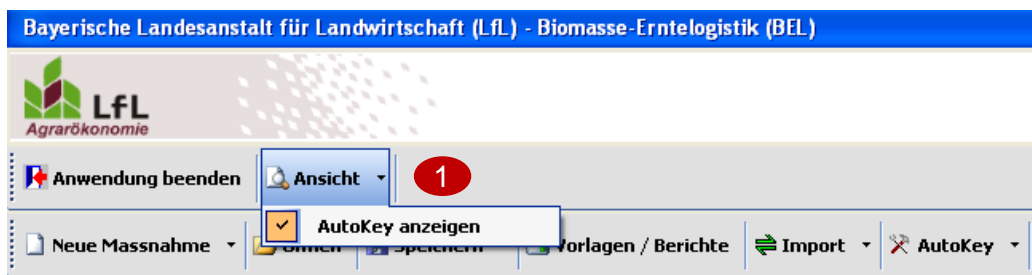 Bayerische Landesanstalt für Landwirtschaft (LfL) - Biomasse-Erntelogistik (BEL)
LfL
Agrarökonomie
Anwendung beenden Ansicht 1
AutoKey anzeigen
Neue Massnahme Vorlagen / Berichte Import AutoKey